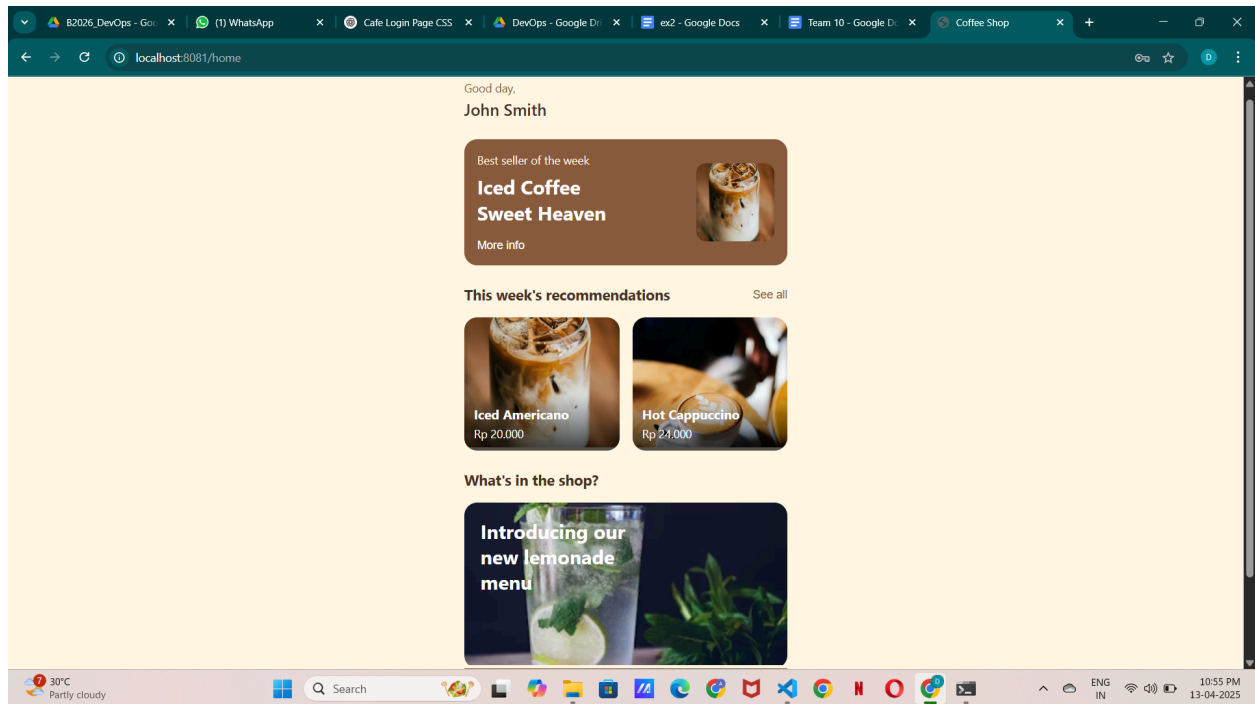 B2026_DevOps - Goo
(1) WhatsApp
Cafe Login Page CSS
DevOps - Google Dri
ex2 - Google Docs
Team 10 - Google Do
Coffee Shop
localhost:8081/home
D
Good day,
John Smith
Best seller of the week
Iced Coffee
Sweet Heaven
More info
This week's recommendations
See all
Iced Americano
Rp 20.000
Hot Cappuccino
Rp 24.000
What's in the shop?
Introducing our
new lemonade
menu
7
30°C
Partly cloudy
Search
ENG
IN
10:55 PM
13-04-2025